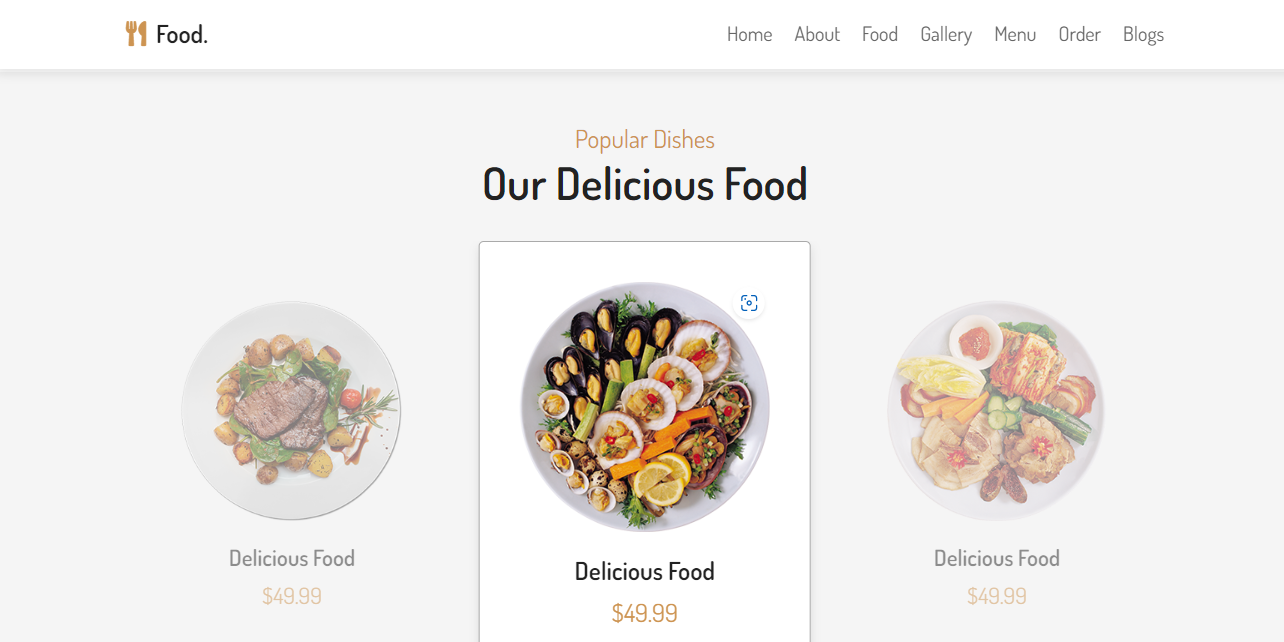 Food.
Home About Food Gallery Menu Order Blogs
Popular Dishes
Our Delicious Food
Delicious Food
$49.99
Delicious Food
$49.99
Delicious Food
$49.99